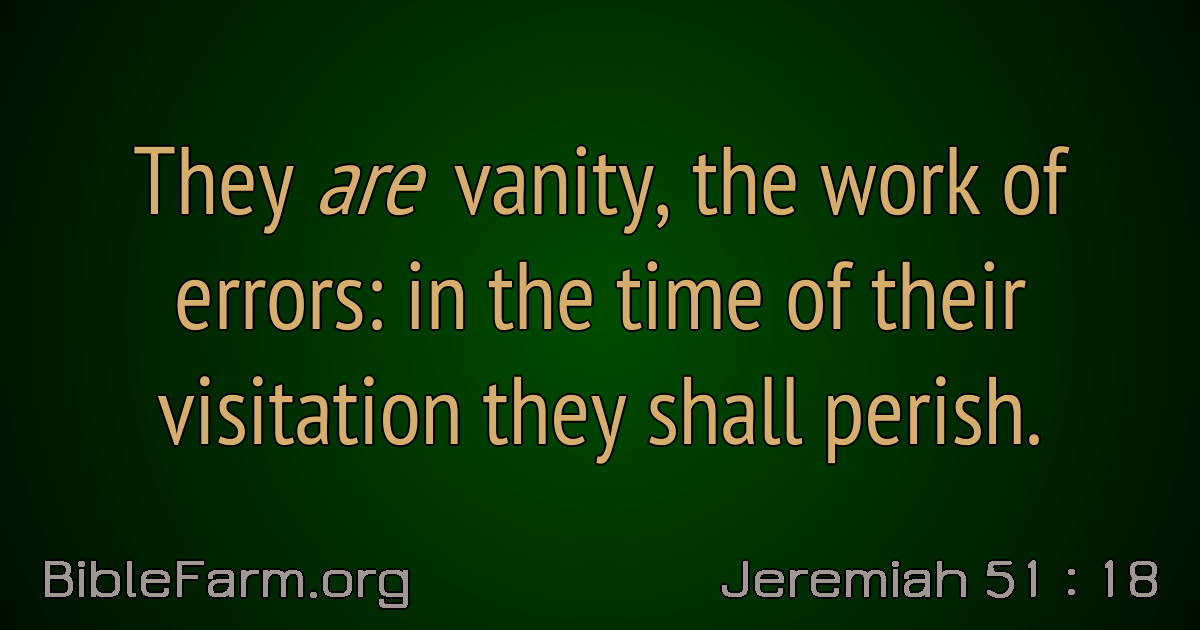 They are vanity, the work of
errors: in the time of their
visitation they shall perish.
BibleFarm.org
Jeremiah 51 : 18